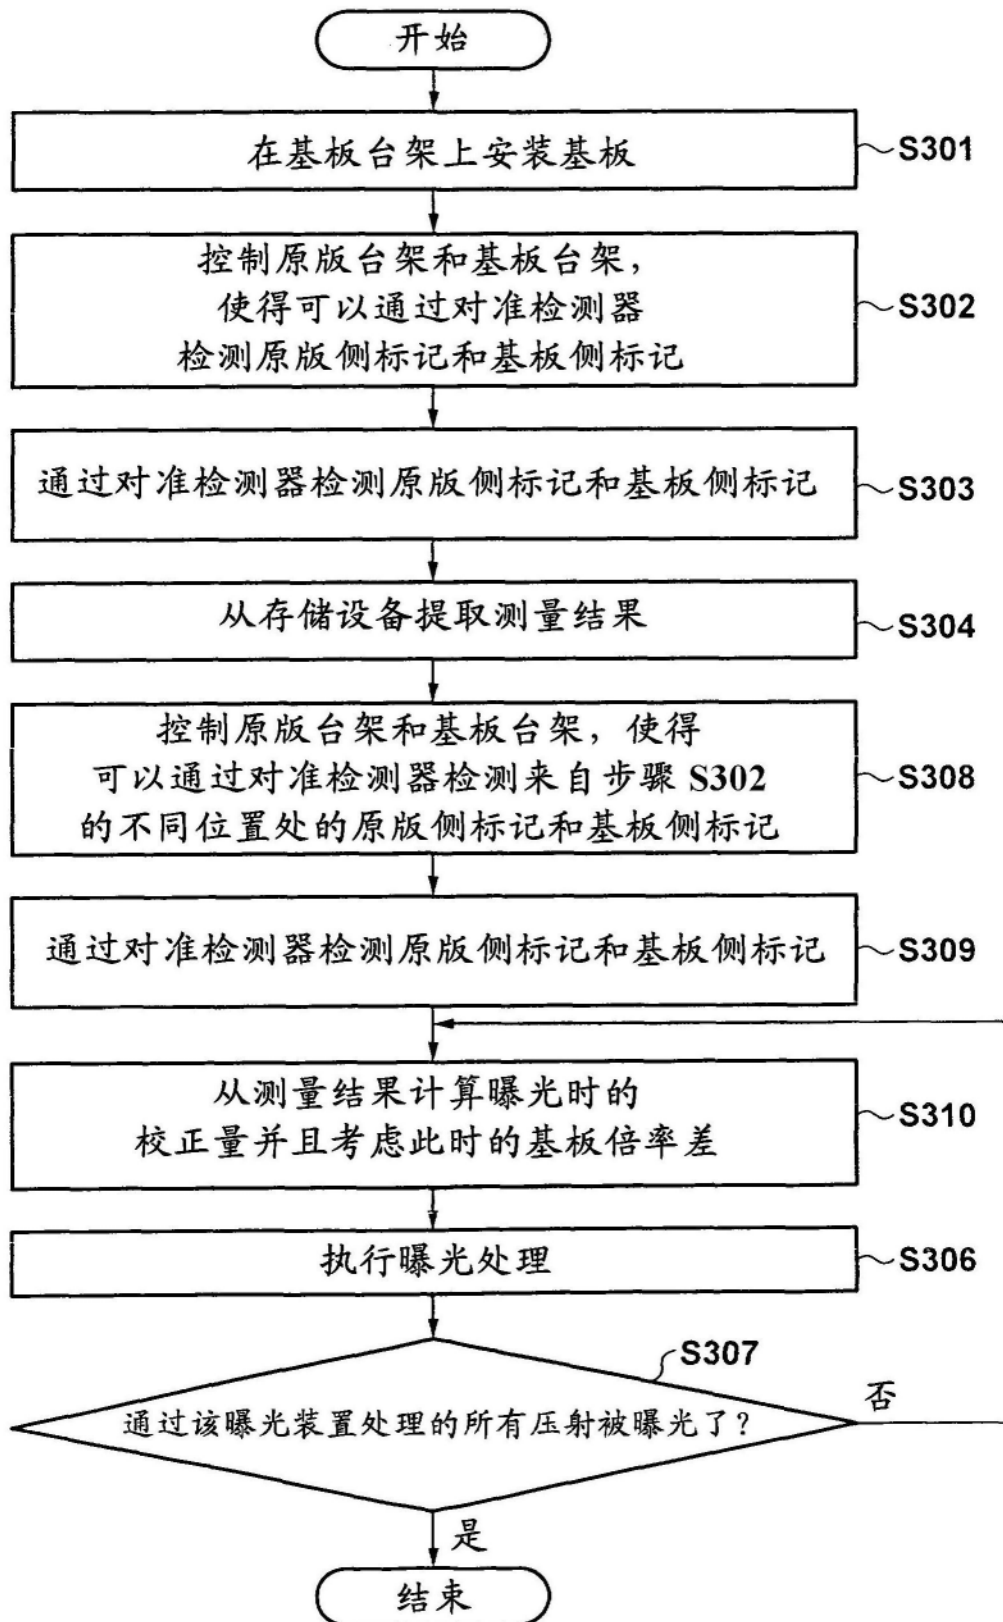 开始
在基板台架上安装基板
S301
控制原版台架和基板台架，
使得可以通过对准检测器
检测原版侧标记和基板侧标记
S302
通过对准检测器检测原版侧标记和基板侧标记
S303
从存储设备提取测量结果
S304
控制原版台架和基板台架，使得
可以通过对准检测器检测来自步骤 S302
的不同位置处的原版侧标记和基板侧标记
S308
通过对准检测器检测原版侧标记和基板侧标记
S309
从测量结果计算曝光时的
校正量并且考虑此时的基板倍率差
S310
执行曝光处理
S306
S307
通过该曝光装置处理的所有压射被曝光了？
否
是
结束